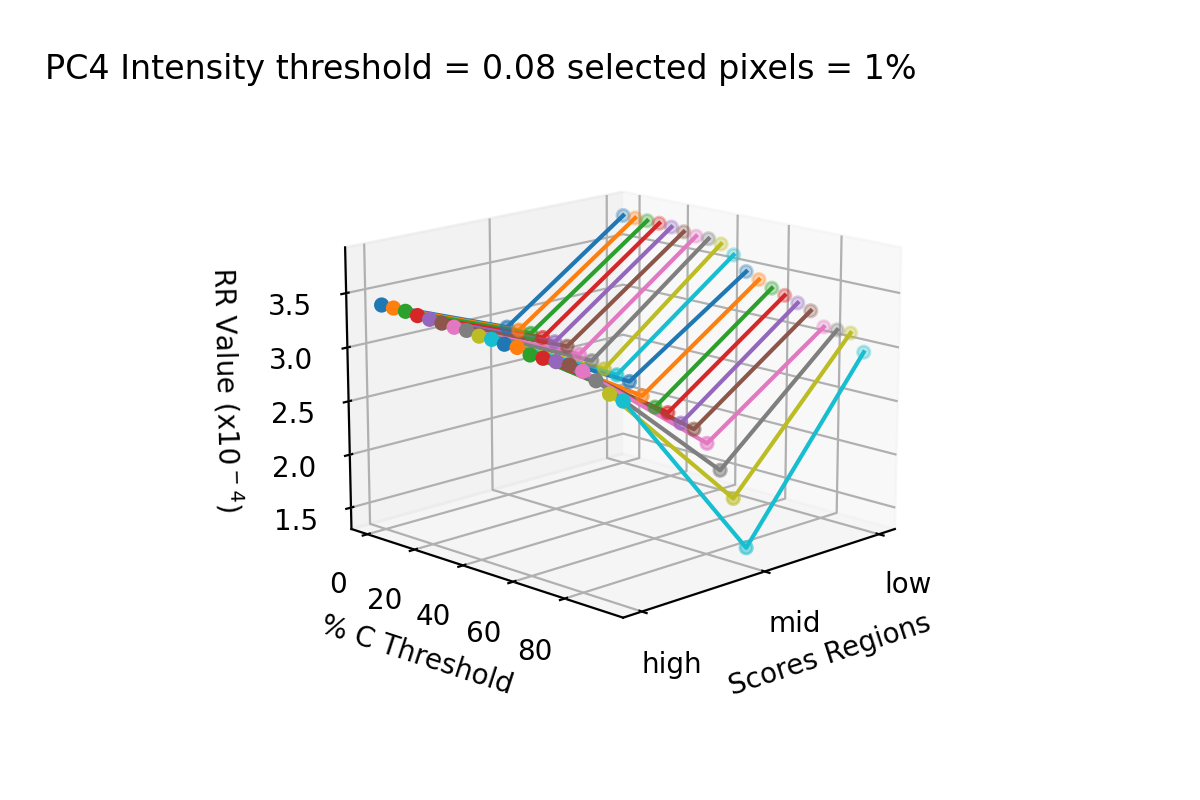 PC4 Intensity threshold = 0.08 selected pixels = 1%
RR Value (x10⁻⁴)
3.5
3.0
2.5
2.0
1.5
0
20
40
60
80
% C Threshold
high
mid
low
Scores Regions